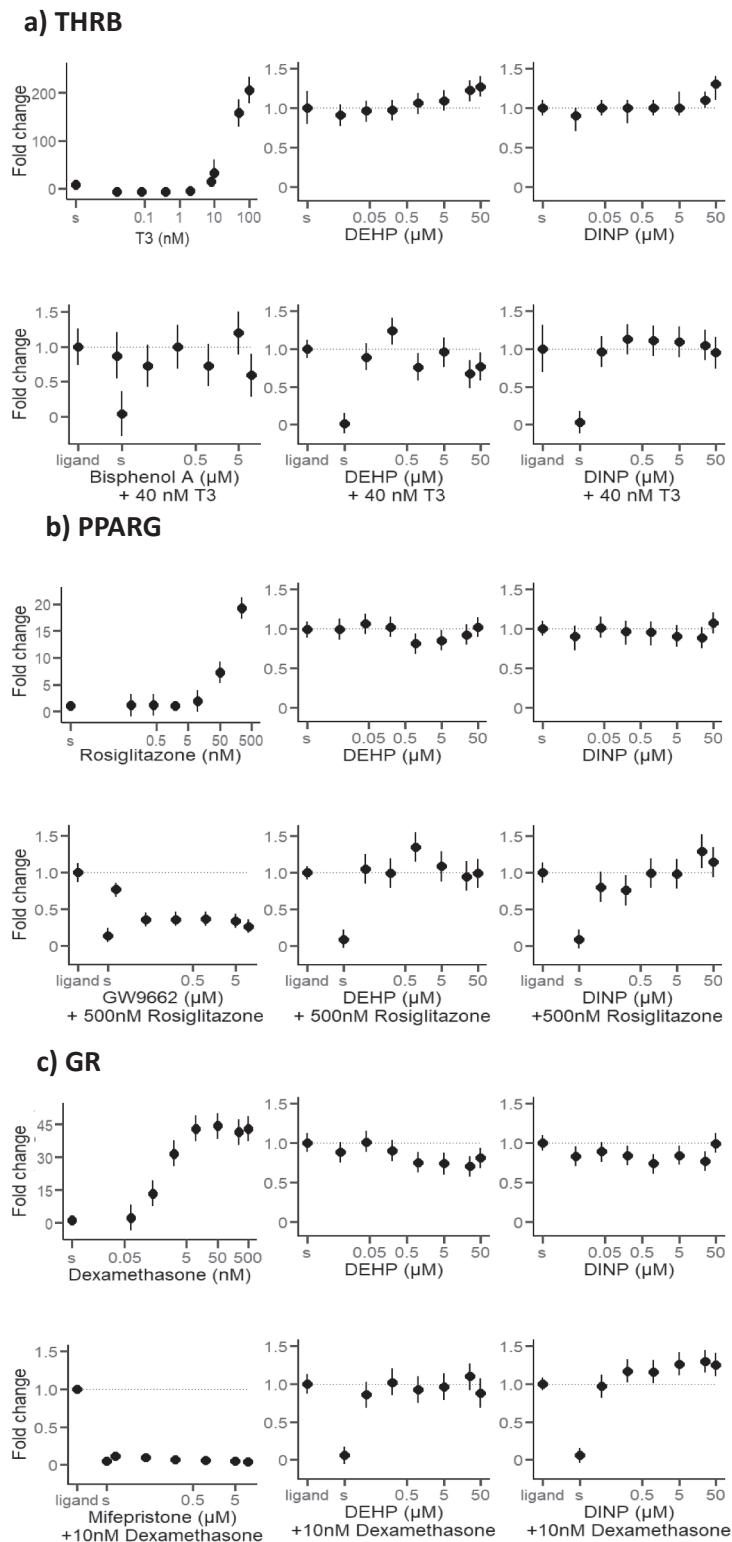 a) THRB
Fold change
200
100
0
s 0.1 1 10 100
T3 (nM)
1.5
1.0
0.5
0
s 0.05 0.5 5 50
DEHP (µM)
1.5
1.0
0.5
0
s 0.05 0.5 5 50
DINP (µM)
Fold change
1.5
1.0
0.5
0
ligand s 0.5 5
Bisphenol A (µM)
+ 40 nM T3
1.5
1.0
0.5
0
ligand s 0.5 5 50
DEHP (µM)
+ 40 nM T3
1.5
1.0
0.5
0
ligand s 0.5 5 50
DINP (µM)
+ 40 nM T3
b) PPARG
Fold change
20
15
10
5
0
s 0.5 5 50 500
Rosiglitazone (nM)
1.5
1.0
0.5
0
s 0.05 0.5 5 50
DEHP (µM)
1.5
1.0
0.5
0
s 0.05 0.5 5 50
DINP (µM)
Fold change
1.5
1.0
0.5
0
ligand s 0.5 5
GW9662 (µM)
+ 500nM Rosiglitazone
1.5
1.0
0.5
0
ligand s 0.5 5 50
DEHP (µM)
+ 500nM Rosiglitazone
1.5
1.0
0.5
0
ligand s 0.5 5 50
DINP (µM)
+500nM Rosiglitazone
c) GR
Fold change
45
30
15
0
s 0.05 5 50 500
Dexamethasone (nM)
1.5
1.0
0.5
0
s 0.05 0.5 5 50
DEHP (µM)
1.5
1.0
0.5
0
s 0.05 0.5 5 50
DINP (µM)
Fold change
1.5
1.0
0.5
0
ligand s 0.5 5
Mifepristone (µM)
+10nM Dexamethasone
1.5
1.0
0.5
0
ligand s 0.5 5 50
DEHP (µM)
+10nM Dexamethasone
1.5
1.0
0.5
0
ligand s 0.5 5 50
DINP (µM)
+10nM Dexamethasone